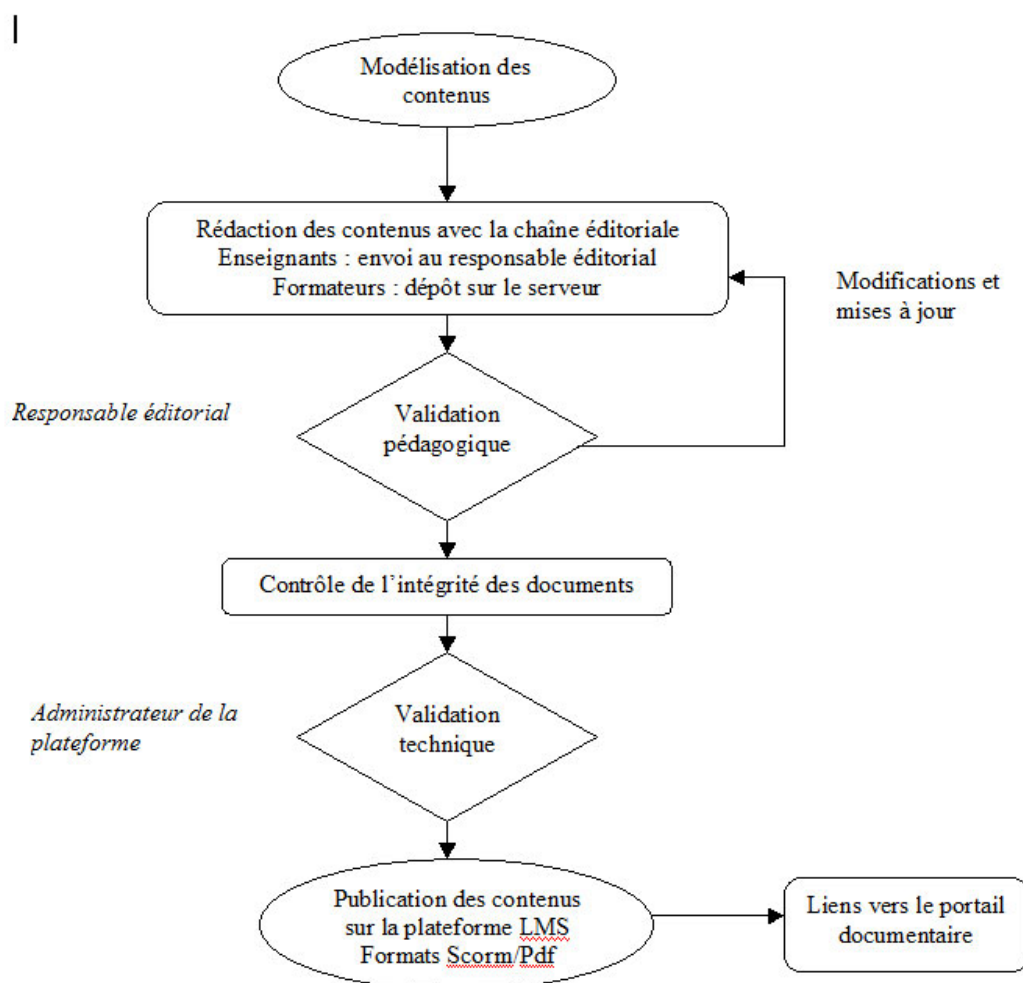 Modélisation des
contenus
Rédaction des contenus avec la chaîne éditoriale
Enseignants : envoi au responsable éditorial
Formateurs : dépôt sur le serveur
Modifications et
mises à jour
Responsable éditorial
Validation
pédagogique
Contrôle de l’intégrité des documents
Administrateur de la
plateforme
Validation
technique
Publication des contenus
sur la plateforme LMS
Formats Scorm/Pdf
Liens vers le portail
documentaire